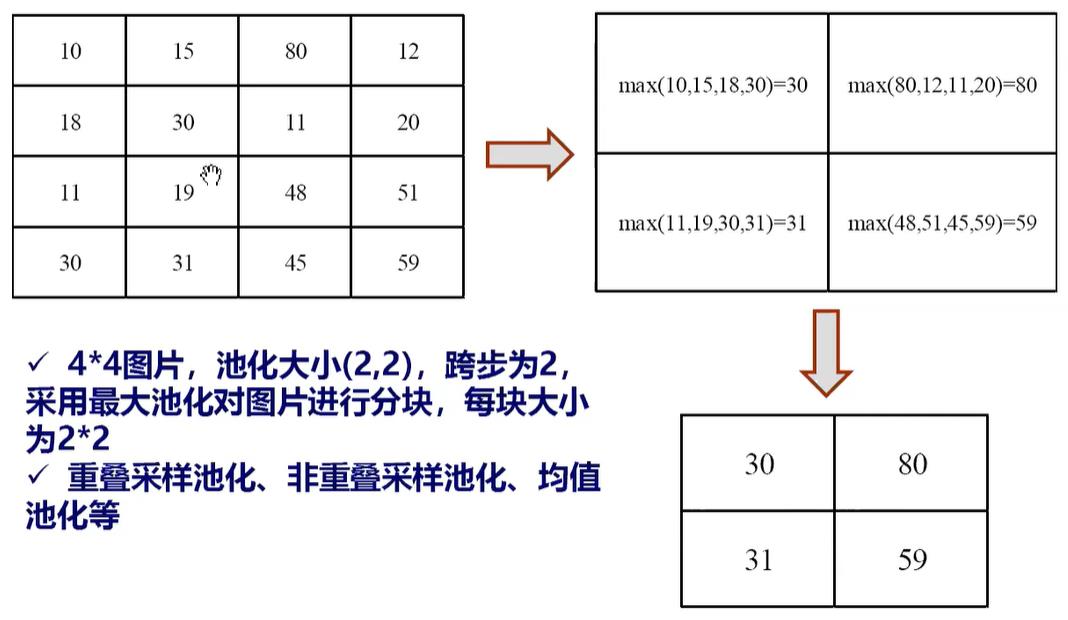 10 15 80 12
18 30 11 20
11 19 48 51
30 31 45 59
max(10,15,18,30)=30 max(80,12,11,20)=80
max(11,19,30,31)=31 max(48,51,45,59)=59
✓ 4*4图片，池化大小(2,2)，跨步为2，
采用最大池化对图片进行分块，每块大小
为2*2
✓ 重叠采样池化、非重叠采样池化、均值
池化等
30 80
31 59